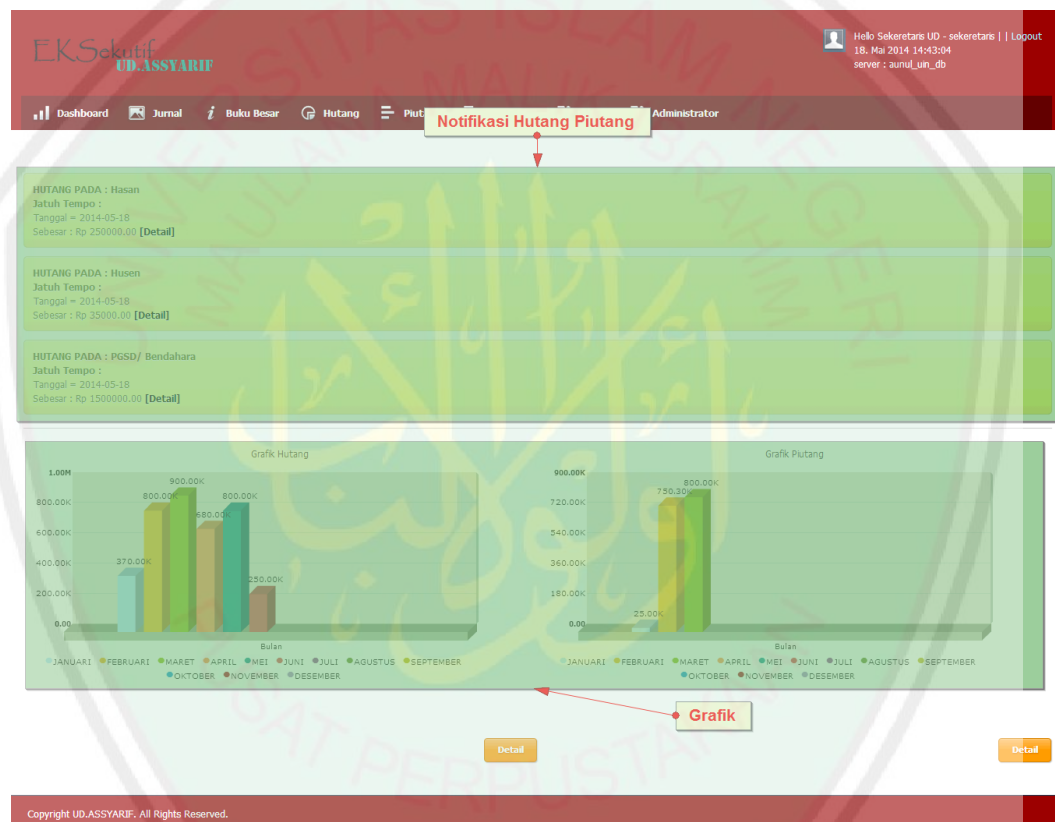 EKSekutif
UD.ASSYARIF
Hello Sekeretaris UD - sekeretaris | | Logout
18. Mai 2014 14:43:04
server : aunul_uin_db
Dashboard Jurnal i Buku Besar Hutang Piut Administrator
Notifikasi Hutang Piutang
HUTANG PADA : Hasan
Jatuh Tempo :
Tanggal = 2014-05-18
Sebesar : Rp 250000.00 [Detail]
HUTANG PADA : Husen
Jatuh Tempo :
Tanggal = 2014-05-18
Sebesar : Rp 35000.00 [Detail]
HUTANG PADA : PGSD/ Bendahara
Jatuh Tempo :
Tanggal = 2014-05-18
Sebesar : Rp 1500000.00 [Detail]
Grafik Hutang
1.00M
800.00K
600.00K
400.00K
200.00K
0.00
370.00K
800.00K
900.00K
680.00K
800.00K
250.00K
Bulan
JANUARI FEBRUARI MARET APRIL MEI JUNI JULI AGUSTUS SEPTEMBER
OKTOBER NOVEMBER DESEMBER
Grafik Piutang
900.00K
720.00K
540.00K
360.00K
180.00K
0.00
25.00K
750.30K
800.00K
Bulan
JANUARI FEBRUARI MARET APRIL MEI JUNI JULI AGUSTUS SEPTEMBER
OKTOBER NOVEMBER DESEMBER
Grafik
Detail
Detail
Copyright UD.ASSYARIF. All Rights Reserved.